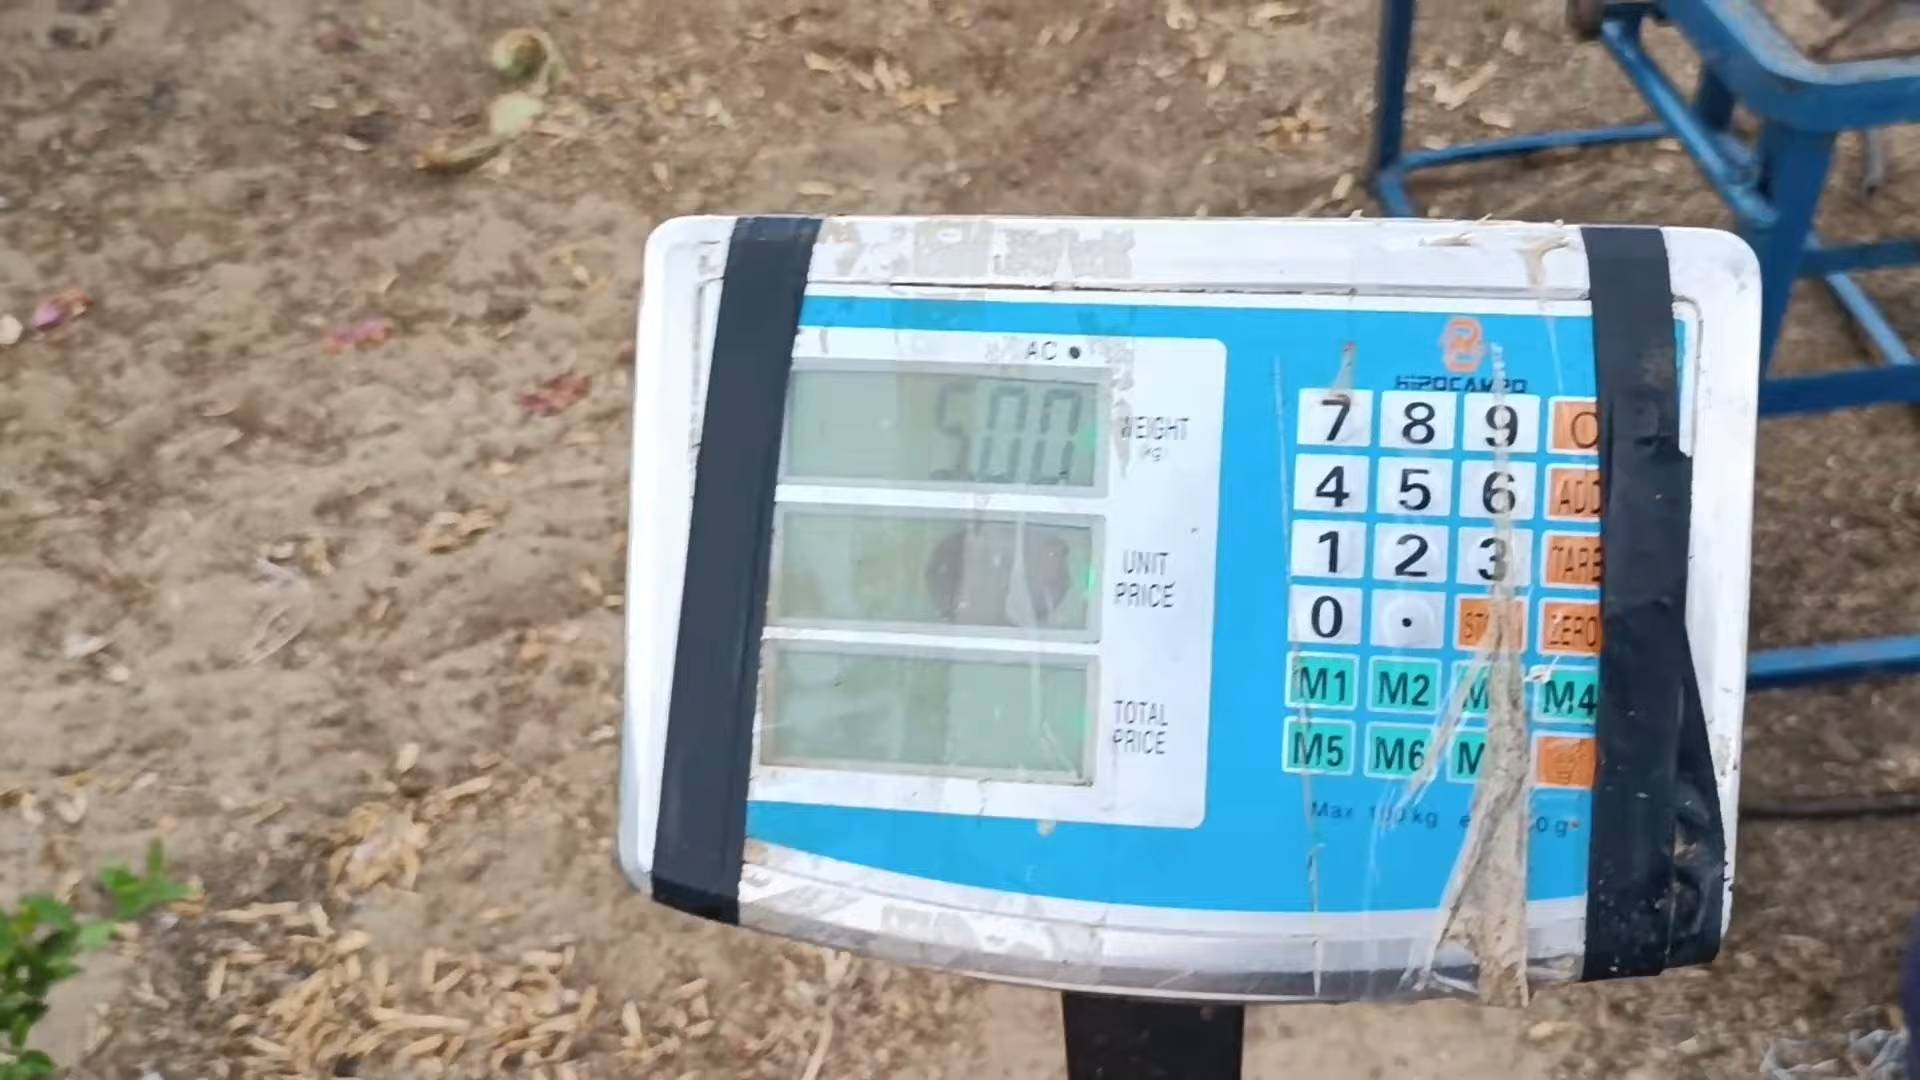 AC
5.00
WEIGHT
(kg)
UNIT
PRICE
TOTAL
PRICE
HIPOCAMPO
7 8 9
4 5 6 ADD
1 2 3 TARE
0 . ZERO
M1 M2 M4
M5 M6
Max 100kg